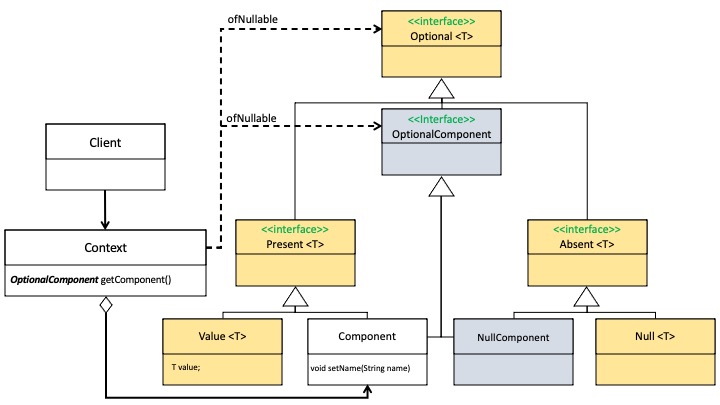 ofNullable
<<interface>>
Optional <T>
ofNullable
<<Interface>>
OptionalComponent
Client
Context
OptionalComponent getComponent()
<<interface>>
Present <T>
<<interface>>
Absent <T>
Value <T>
T value;
Component
void setName(String name)
NullComponent
Null <T>